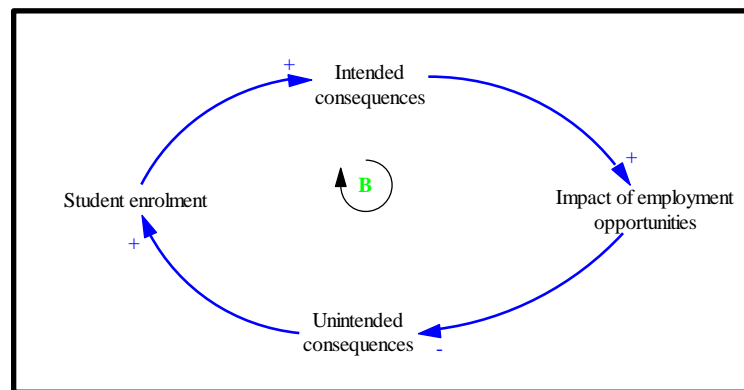 +
Intended
consequences
+
B
Student enrolment
Impact of employment
opportunities
+
Unintended
consequences
-